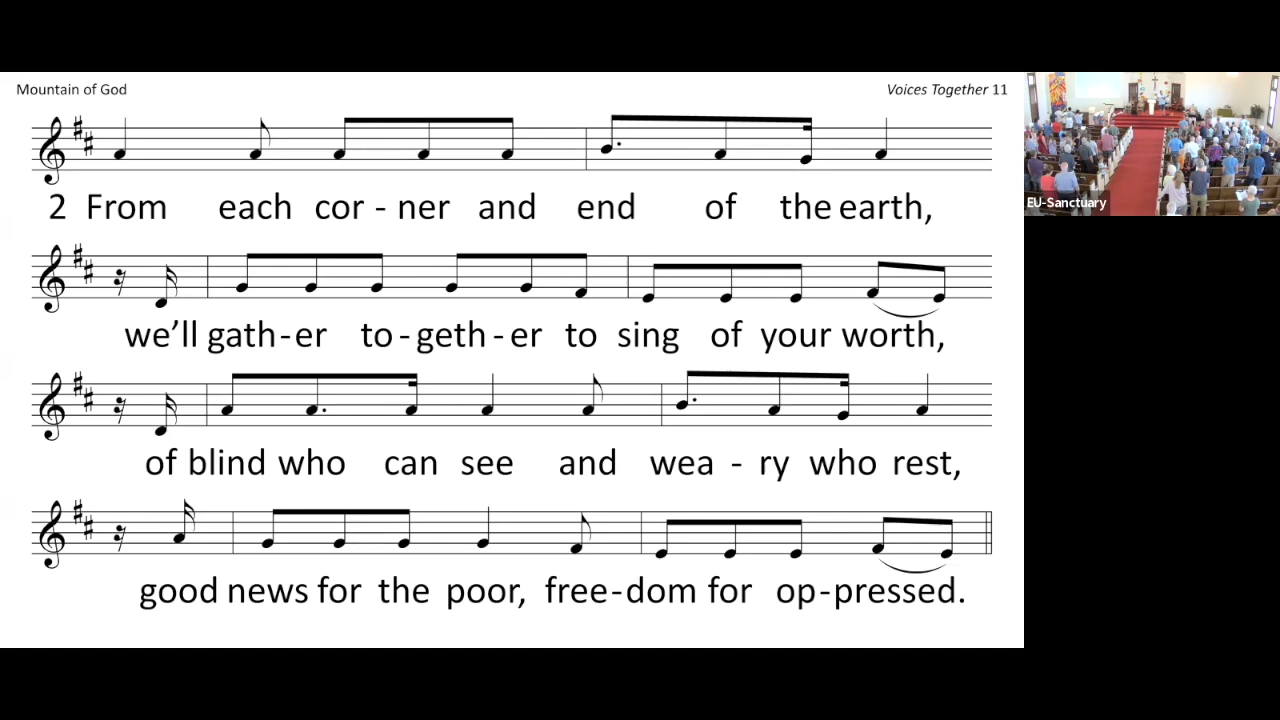 Mountain of God
Voices Together 11
2 From each cor - ner and end of the earth,
we'll gath - er to - geth - er to sing of your worth,
of blind who can see and wea - ry who rest,
good news for the poor, free - dom for op - pressed.
EU-Sanctuary